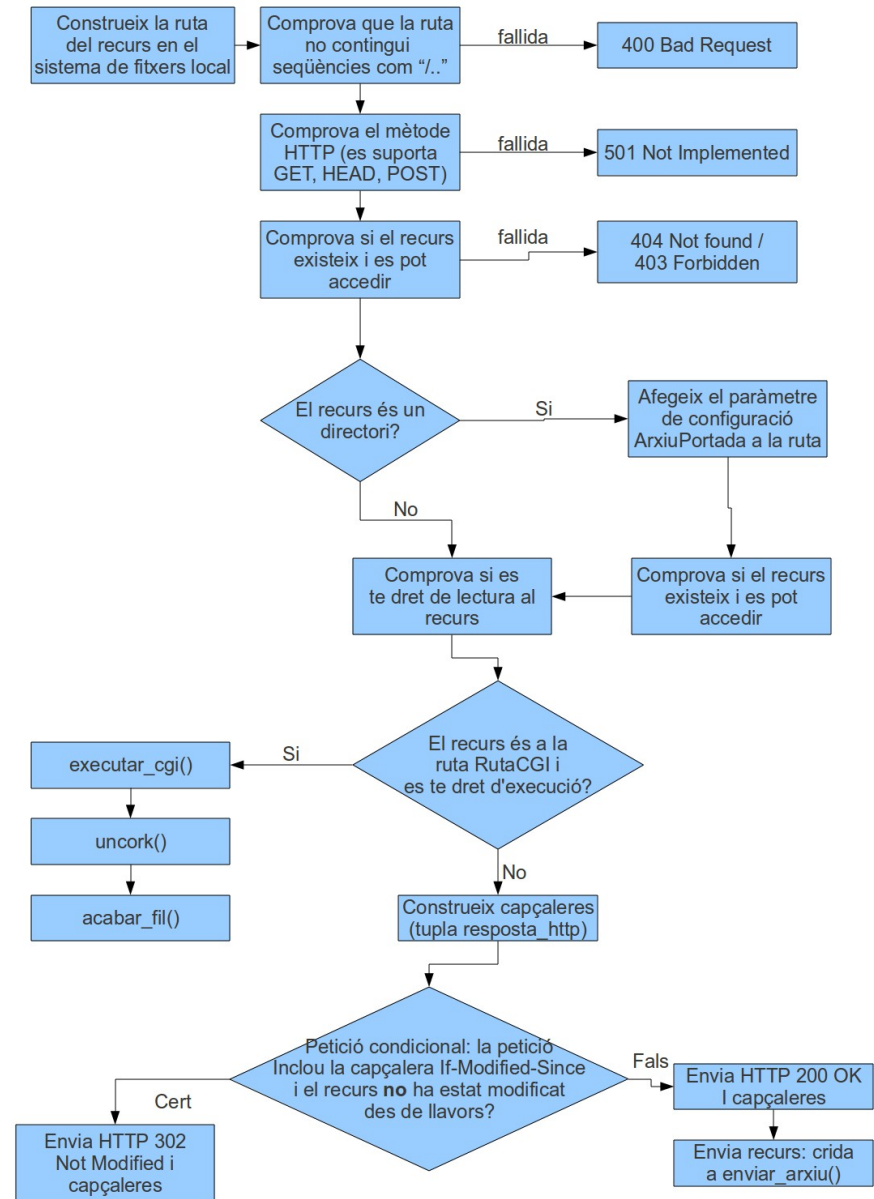 Construeix la ruta
del recurs en el
sistema de fitxers local
Comprova que la ruta
no contingui
seqüències com “/..”
fallida
400 Bad Request
Comprova el mètode
HTTP (es suporta
GET, HEAD, POST)
fallida
501 Not Implemented
Comprova si el recurs
existeix i es pot
accedir
fallida
404 Not found /
403 Forbidden
El recurs és un
directori?
Si
Afegeix el paràmetre
de configuració
ArxiuPortada a la ruta
No
Comprova si es
te dret de lectura al
recurs
Comprova si el recurs
existeix i es pot
accedir
El recurs és a la
ruta RutaCGI i
es te dret d'execució?
Si
executar_cgi()
uncork()
acabar_fil()
No
Construeix capçaleres
(tupla resposta_http)
Petició condicional: la petició
Inclou la capçalera If-Modified-Since
i el recurs no ha estat modificat
des de llavors?
Cert
Envia HTTP 302
Not Modified i
capçaleres
Fals
Envia HTTP 200 OK
I capçaleres
Envia recurs: crida
a enviar_arxiu()